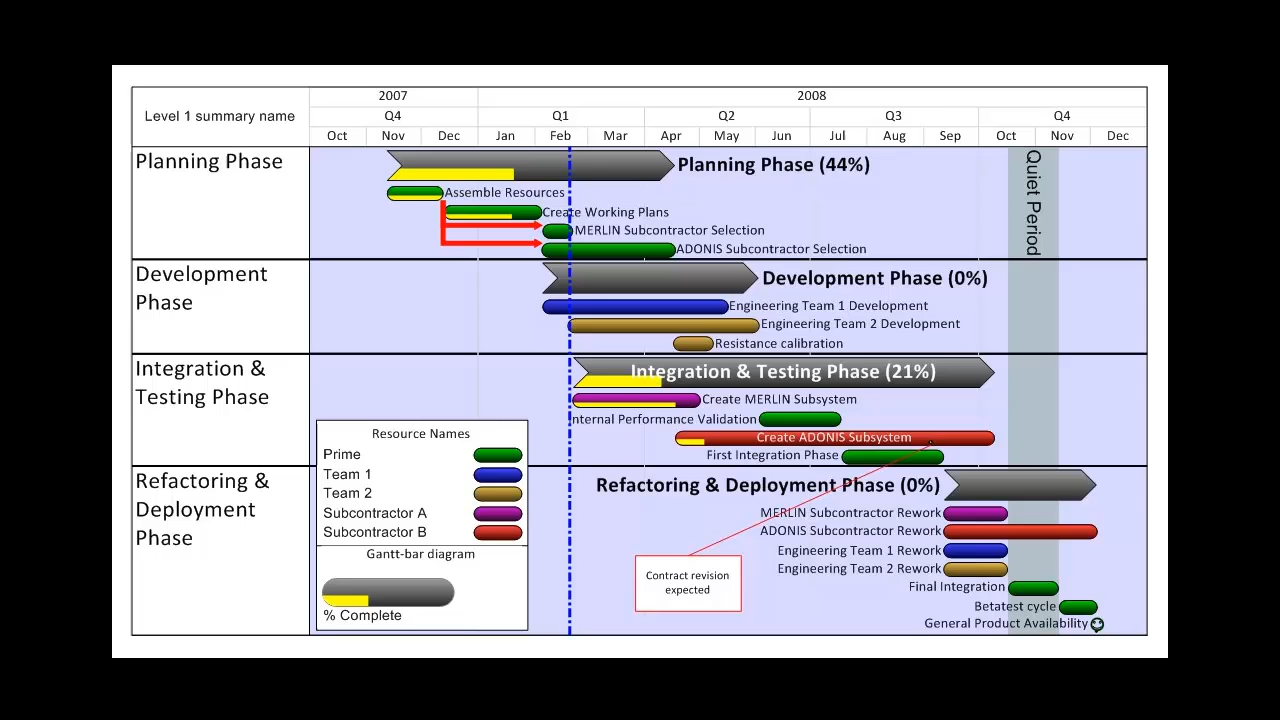 2007
2008
Level 1 summary name
Q4
Q1
Q2
Q3
Q4
Oct
Nov
Dec
Jan
Feb
Mar
Apr
May
Jun
Jul
Aug
Sep
Oct
Nov
Dec
Planning Phase
Planning Phase (44%)
Quiet Period
Assemble Resources
Create Working Plans
MERLIN Subcontractor Selection
ADONIS Subcontractor Selection
Development
Phase
Development Phase (0%)
Engineering Team 1 Development
Engineering Team 2 Development
Resistance calibration
Integration &
Testing Phase
Integration & Testing Phase (21%)
Create MERLIN Subsystem
nternal Performance Validation
Create ADONIS Subsystem
First Integration Phase
Resource Names
Prime
Team 1
Team 2
Subcontractor A
Subcontractor B
Gantt-bar diagram
% Complete
Refactoring &
Deployment
Phase
Refactoring & Deployment Phase (0%)
MERLIN Subcontractor Rework
ADONIS Subcontractor Rework
Engineering Team 1 Rework
Engineering Team 2 Rework
Final Integration
Betatest cycle
General Product Availability
Contract revision
expected